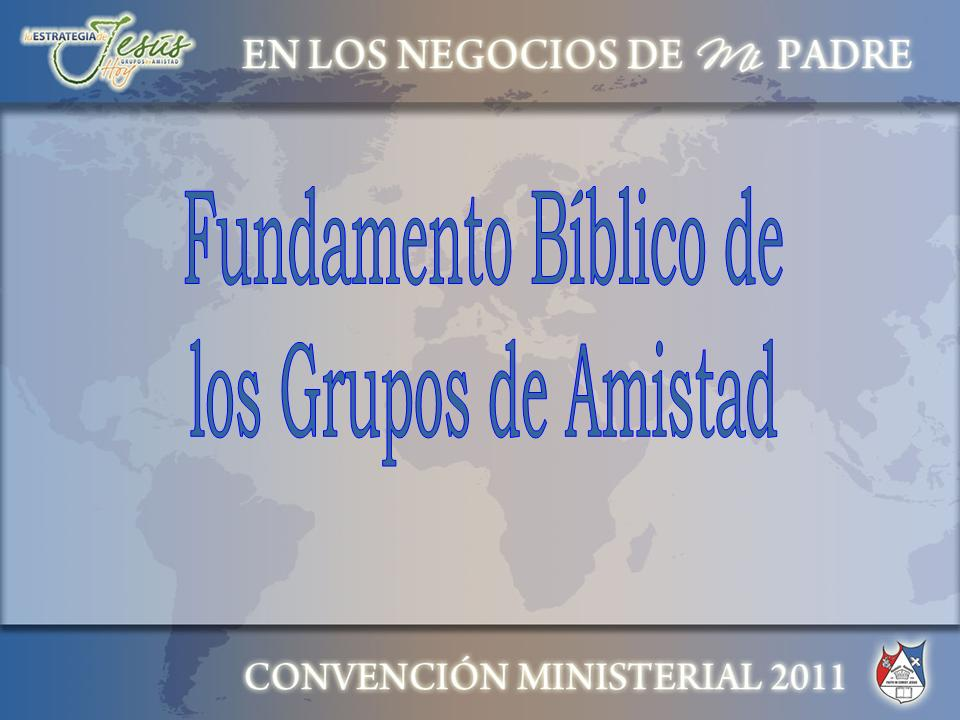 la ESTRATEGIA de
Jesús
GRUPOS de AMISTAD
Hoy
EN LOS NEGOCIOS DE Mi PADRE
Fundamento Bíblico de
los Grupos de Amistad
CONVENCIÓN MINISTERIAL 2011